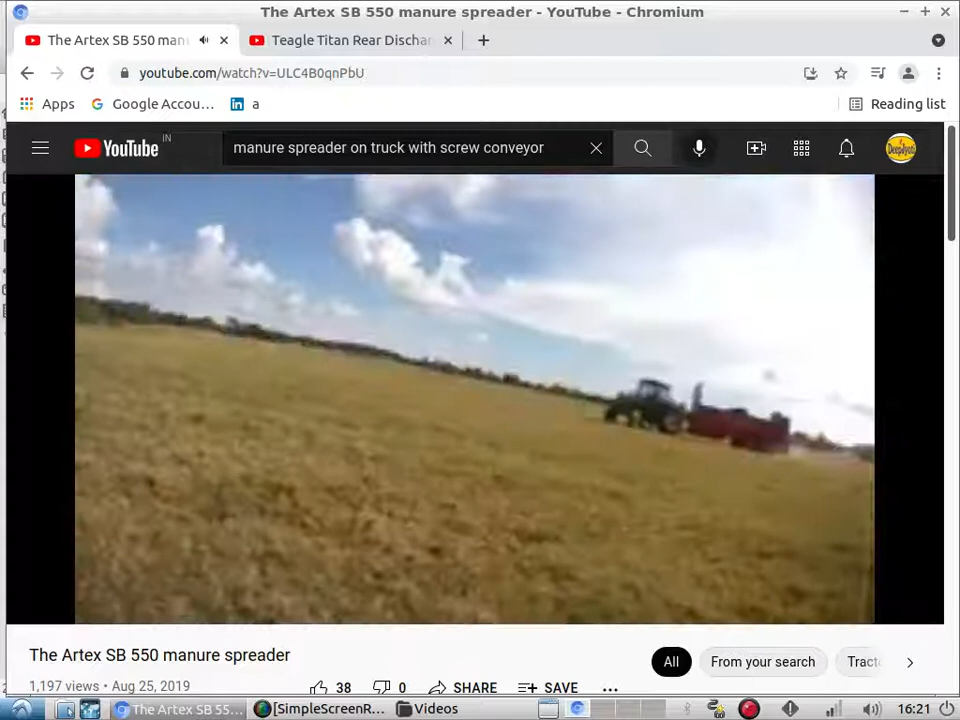 The Artex SB 550 manure spreader - YouTube - Chromium
The Artex SB 550 man
Teagle Titan Rear Dischar
youtube.com/watch?v=ULC4B0qnPbU
Apps
Google Accou...
a
Reading list
YouTube IN
manure spreader on truck with screw conveyor
The Artex SB 550 manure spreader
All
From your search
Tract
1,197 views • Aug 25, 2019
38
0
SHARE
SAVE
The Artex SB 55...
[SimpleScreenR...
Videos
16:21